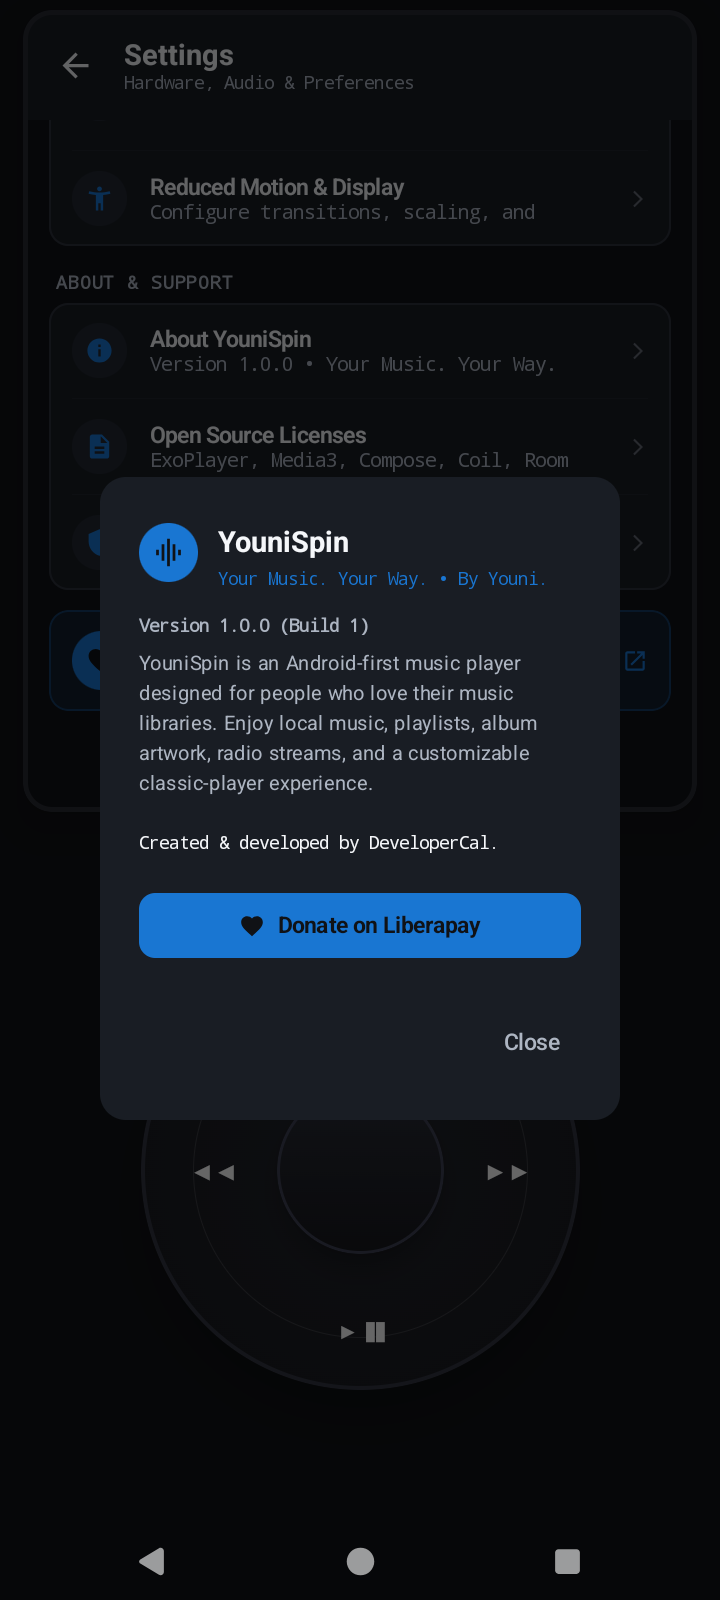 Settings
Hardware, Audio & Preferences
Reduced Motion & Display
Configure transitions, scaling, and
ABOUT & SUPPORT
About YouniSpin
Version 1.0.0 • Your Music. Your Way.
Open Source Licenses
ExoPlayer, Media3, Compose, Coil, Room
YouniSpin
Your Music. Your Way. • By Youni.
Version 1.0.0 (Build 1)
YouniSpin is an Android-first music player
designed for people who love their music
libraries. Enjoy local music, playlists, album
artwork, radio streams, and a customizable
classic-player experience.
Created & developed by DeveloperCal.
Donate on Liberapay
Close